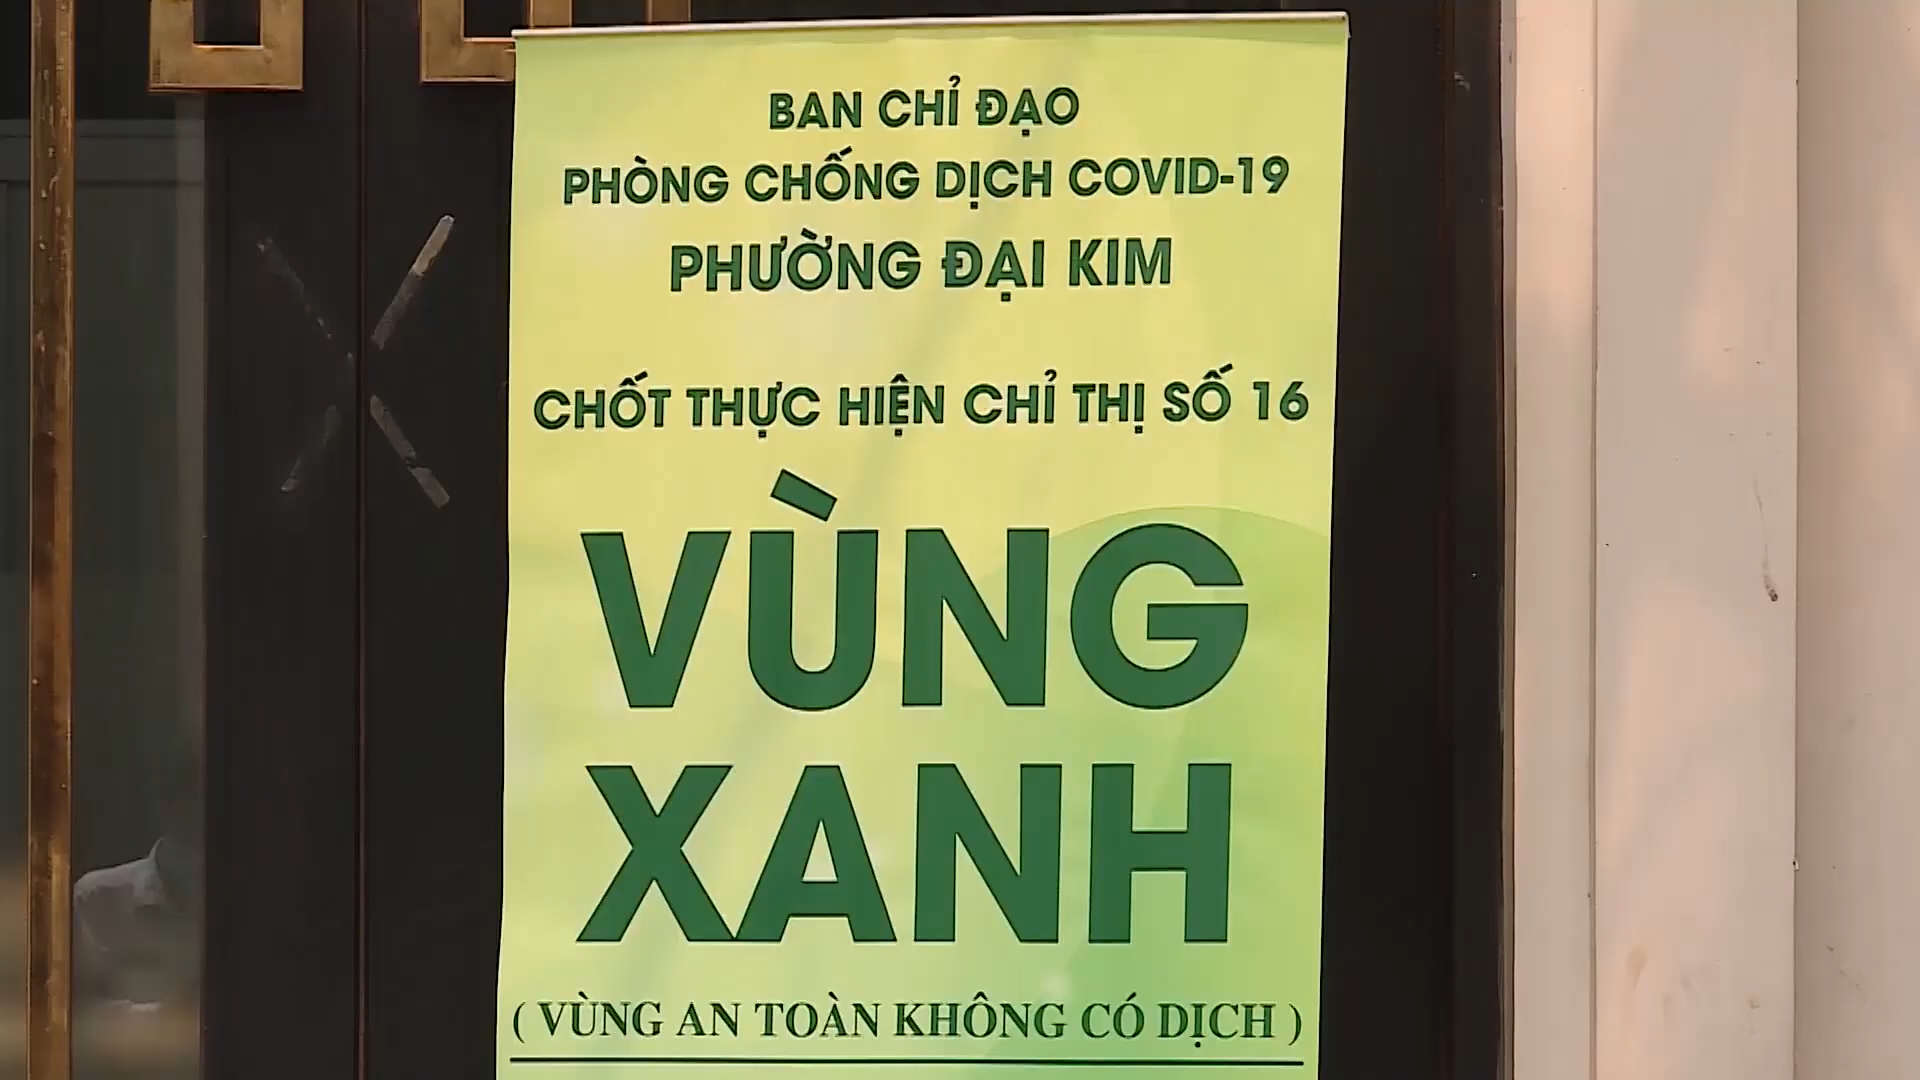 BAN CHỈ ĐẠO
PHÒNG CHỐNG DỊCH COVID-19
PHƯỜNG ĐẠI KIM
CHỐT THỰC HIỆN CHỈ THỊ SỐ 16
VÙNG
XANH
( VÙNG AN TOÀN KHÔNG CÓ DỊCH )